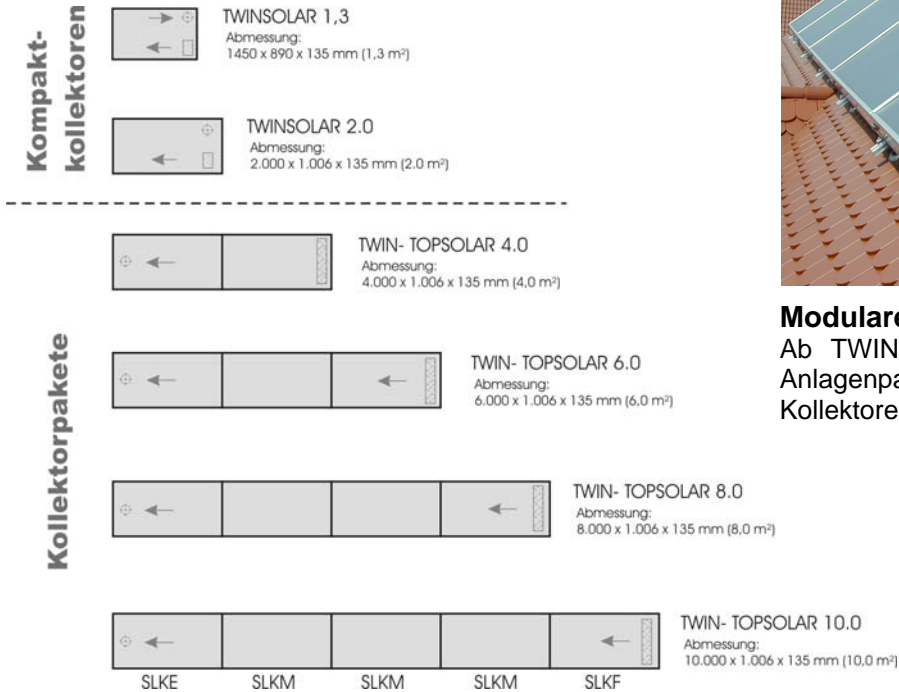 Kompakt-
kollektoren
TWINSOLAR 1,3
Abmessung:
1450 x 890 x 135 mm (1,3 m²)
TWINSOLAR 2.0
Abmessung:
2.000 x 1.006 x 135 mm (2.0 m²)
Kollektorpakete
TWIN- TOPSOLAR 4.0
Abmessung:
4.000 x 1.006 x 135 mm (4,0 m²)
TWIN- TOPSOLAR 6.0
Abmessung:
6.000 x 1.006 x 135 mm (6,0 m²)
TWIN- TOPSOLAR 8.0
Abmessung:
8.000 x 1.006 x 135 mm (8,0 m²)
TWIN- TOPSOLAR 10.0
Abmessung:
10.000 x 1.006 x 135 mm (10,0 m²)
SLKE SLKM SLKM SLKM SLKF
Modulare
Ab TWIN
Anlagenpa
Kollektore